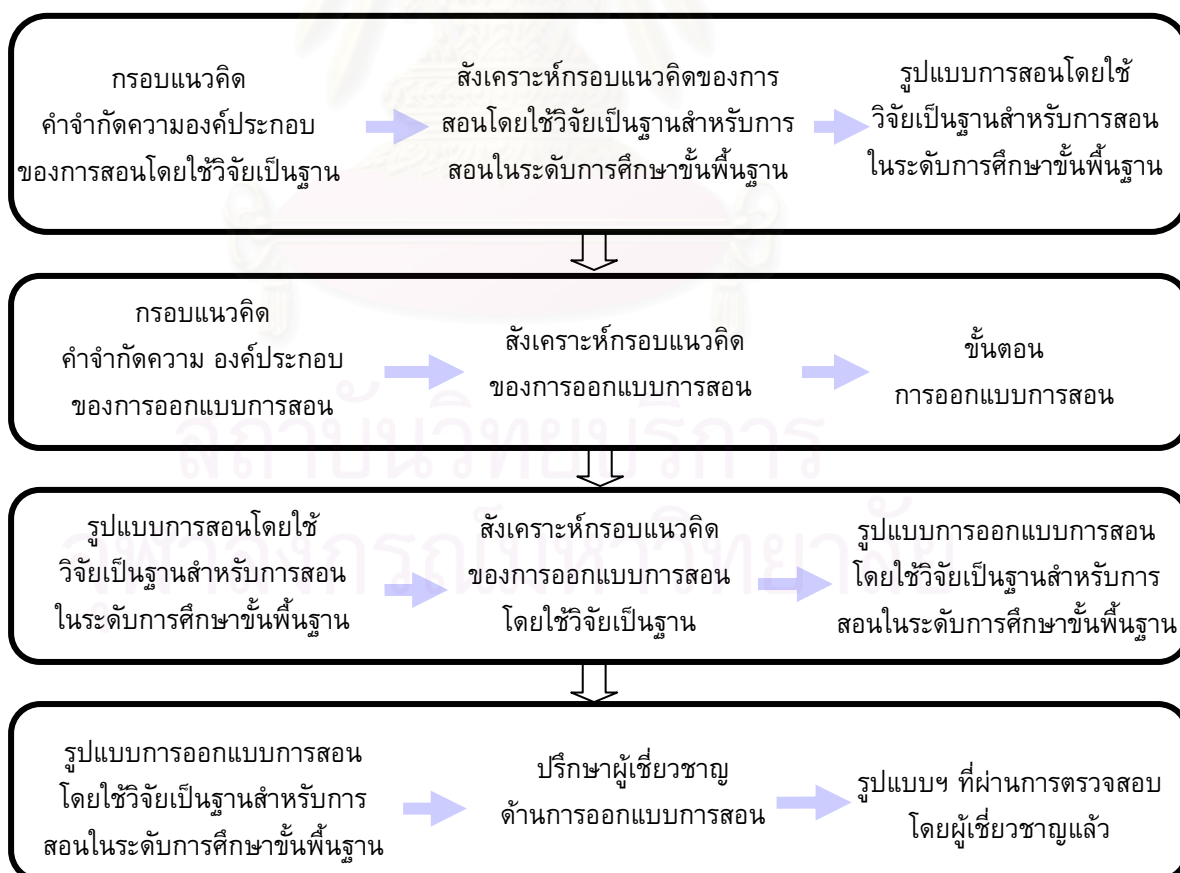 กรอบแนวคิด
คำจำกัดความองค์ประกอบ
ของการสอนโดยใช้วิจัยเป็นฐาน
สังเคราะห์กรอบแนวคิดของการ
สอนโดยใช้วิจัยเป็นฐานสำหรับการ
สอนในระดับการศึกษาขั้นพื้นฐาน
รูปแบบการสอนโดยใช้
วิจัยเป็นฐานสำหรับการสอน
ในระดับการศึกษาขั้นพื้นฐาน
กรอบแนวคิด
คำจำกัดความ องค์ประกอบ
ของการออกแบบการสอน
สังเคราะห์กรอบแนวคิด
ของการออกแบบการสอน
ขั้นตอน
การออกแบบการสอน
สถาบันวิทยบริการ
จุฬาลงกรณ์มหาวิทยาลัย
รูปแบบการสอนโดยใช้
วิจัยเป็นฐานสำหรับการสอน
ในระดับการศึกษาขั้นพื้นฐาน
สังเคราะห์กรอบแนวคิด
ของการออกแบบการสอน
โดยใช้วิจัยเป็นฐาน
รูปแบบการออกแบบการสอน
โดยใช้วิจัยเป็นฐานสำหรับการ
สอนในระดับการศึกษาขั้นพื้นฐาน
รูปแบบการออกแบบการสอน
โดยใช้วิจัยเป็นฐานสำหรับการ
สอนในระดับการศึกษาขั้นพื้นฐาน
ปรึกษาผู้เชี่ยวชาญ
ด้านการออกแบบการสอน
รูปแบบฯ ที่ผ่านการตรวจสอบ
โดยผู้เชี่ยวชาญแล้ว